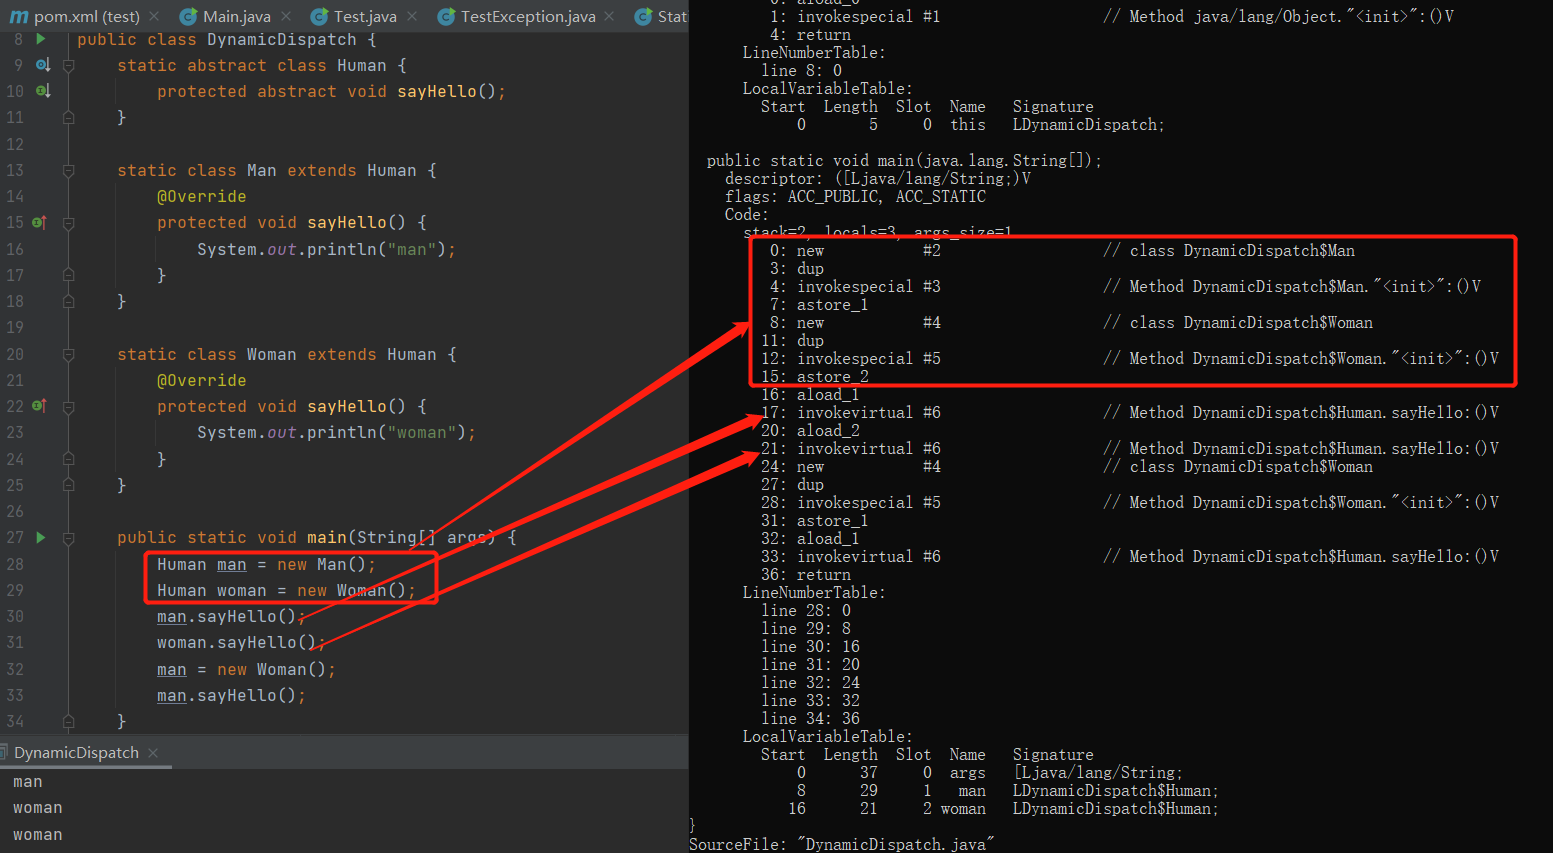 pom.xml (test)
Main.java
Test.java
TestException.java
Stati
8 public class DynamicDispatch {
9 static abstract class Human {
10 protected abstract void sayHello();
11 }
12
13 static class Man extends Human {
14 @Override
15 protected void sayHello() {
16 System.out.println("man");
17 }
18 }
19
20 static class Woman extends Human {
21 @Override
22 protected void sayHello() {
23 System.out.println("woman");
24 }
25 }
26
27 public static void main(String[] args) {
28 Human man = new Man();
29 Human woman = new Woman();
30 man.sayHello();
31 woman.sayHello();
32 man = new Woman();
33 man.sayHello();
34 }
DynamicDispatch
man
woman
woman
0: aload_0
1: invokespecial #1 // Method java/lang/Object."<init>":()V
4: return
LineNumberTable:
line 8: 0
LocalVariableTable:
Start Length Slot Name Signature
0 5 0 this LDynamicDispatch;
public static void main(java.lang.String[]);
descriptor: ([Ljava/lang/String;)V
flags: ACC_PUBLIC, ACC_STATIC
Code:
stack=2, locals=3, args_size=1
0: new #2 // class DynamicDispatch$Man
3: dup
4: invokespecial #3 // Method DynamicDispatch$Man."<init>":()V
7: astore_1
8: new #4 // class DynamicDispatch$Woman
11: dup
12: invokespecial #5 // Method DynamicDispatch$Woman."<init>":()V
15: astore_2
16: aload_1
17: invokevirtual #6 // Method DynamicDispatch$Human.sayHello:()V
20: aload_2
21: invokevirtual #6 // Method DynamicDispatch$Human.sayHello:()V
24: new #4 // class DynamicDispatch$Woman
27: dup
28: invokespecial #5 // Method DynamicDispatch$Woman."<init>":()V
31: astore_1
32: aload_1
33: invokevirtual #6 // Method DynamicDispatch$Human.sayHello:()V
36: return
LineNumberTable:
line 28: 0
line 29: 8
line 30: 16
line 31: 20
line 32: 24
line 33: 32
line 34: 36
LocalVariableTable:
Start Length Slot Name Signature
0 37 0 args [Ljava/lang/String;
8 29 1 man LDynamicDispatch$Human;
16 21 2 woman LDynamicDispatch$Human;
}
SourceFile: "DynamicDispatch.java"